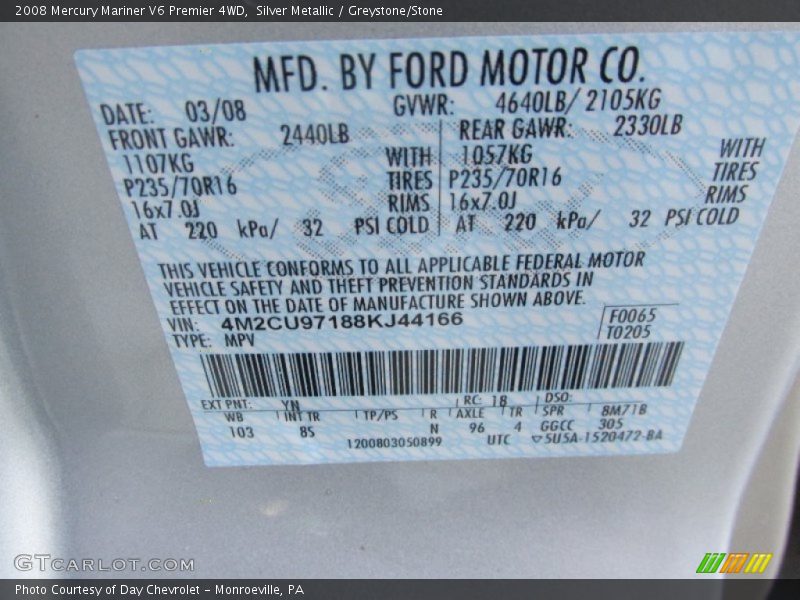 2008 Mercury Mariner V6 Premier 4WD, Silver Metallic / Greystone/Stone
MFD. BY FORD MOTOR CO.
DATE: 03/08 GVWR: 4640LB/ 2105KG
FRONT GAWR: 2440LB REAR GAWR: 2330LB
1107KG WITH 1057KG WITH
P235/70R16 TIRES P235/70R16 TIRES
16x7.0J RIMS 16x7.0J RIMS
AT 220 kPa/ 32 PSI COLD AT 220 kPa/ 32 PSI COLD
THIS VEHICLE CONFORMS TO ALL APPLICABLE FEDERAL MOTOR
VEHICLE SAFETY AND THEFT PREVENTION STANDARDS IN
EFFECT ON THE DATE OF MANUFACTURE SHOWN ABOVE.
VIN: 4M2CU97188KJ44166 F0065
TYPE: MPV T0205
EXT PNT: YN RC: 18 DSO:
WB INT TR TP/PS R AXLE TR SPR 8M71B
103 8S N 96 4 GGCC 305
1200803050899 UTC ▽SU5A-1520472-BA
GTCARLOT.COM
Photo Courtesy of Day Chevrolet - Monroeville, PA